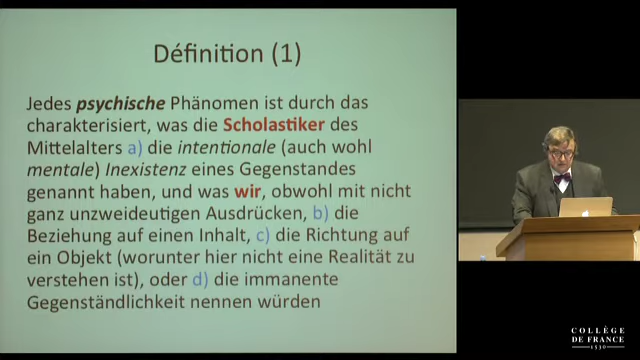 Définition (1)
Jedes psychische Phänomen ist durch das
charakterisiert, was die Scholastiker des
Mittelalters a) die intentionale (auch wohl
mentale) Inexistenz eines Gegenstandes
genannt haben, und was wir, obwohl mit nicht
ganz unzweideutigen Ausdrücken, b) die
Beziehung auf einen Inhalt, c) die Richtung auf
ein Objekt (worunter hier nicht eine Realität zu
verstehen ist), oder d) die immanente
Gegenständlichkeit nennen würden
COLLÈGE
DE FRANCE
1530